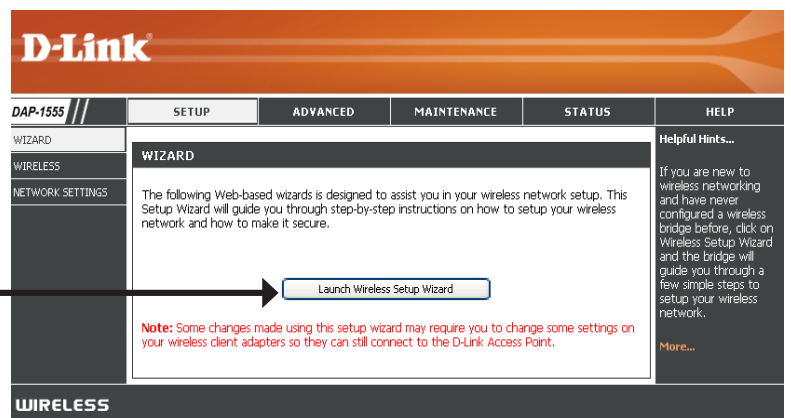 D-Link
DAP-1555
SETUP
ADVANCED
MAINTENANCE
STATUS
HELP
WIZARD
WIRELESS
NETWORK SETTINGS
WIZARD
The following Web-based wizards is designed to assist you in your wireless network setup. This
Setup Wizard will guide you through step-by-step instructions on how to setup your wireless
network and how to make it secure.
Launch Wireless Setup Wizard
Note: Some changes made using this setup wizard may require you to change some settings on
your wireless client adapters so they can still connect to the D-Link Access Point.
Helpful Hints...
If you are new to
wireless networking
and have never
configured a wireless
bridge before, click on
Wireless Setup Wizard
and the bridge will
guide you through a
few simple steps to
setup your wireless
network.
More...
WIRELESS